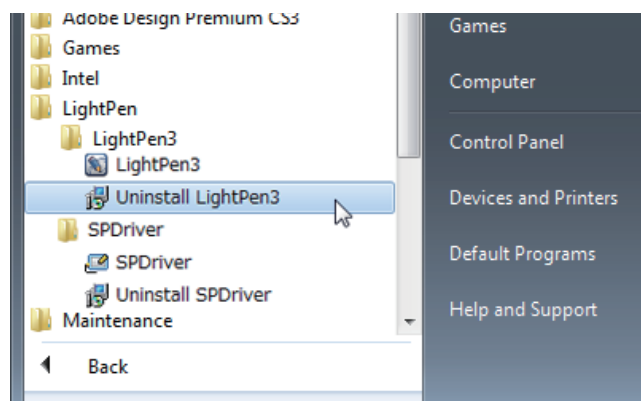 Adobe Design Premium CS3
Games
Intel
LightPen
LightPen3
LightPen3
Uninstall LightPen3
SPDriver
SPDriver
Uninstall SPDriver
Maintenance
Back
Games
Computer
Control Panel
Devices and Printers
Default Programs
Help and Support